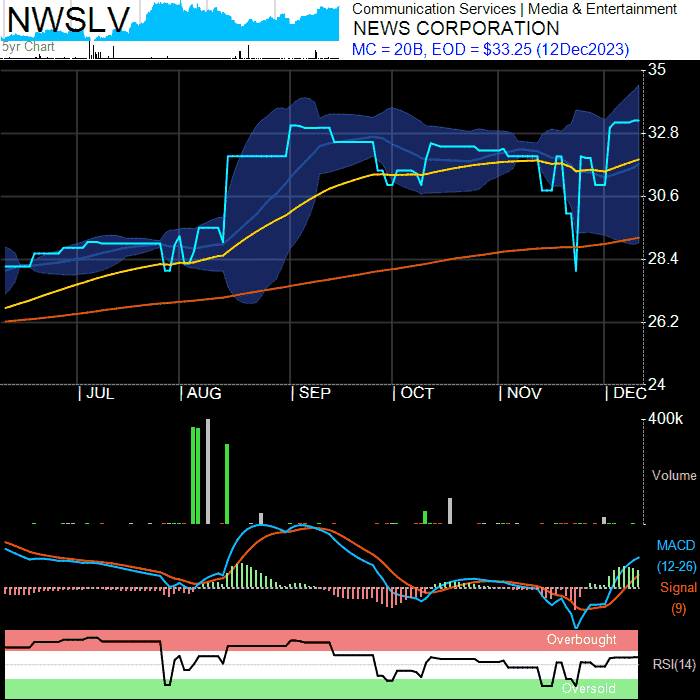 NWSLV
5yr Chart
Communication Services | Media & Entertainment
NEWS CORPORATION
MC = 20B, EOD = $33.25 (12Dec2023)
35
32.8
30.6
28.4
26.2
24
JUL
AUG
SEP
OCT
NOV
DEC
400k
Volume
MACD
(12-26)
Signal
(9)
Overbought
RSI(14)
Oversold